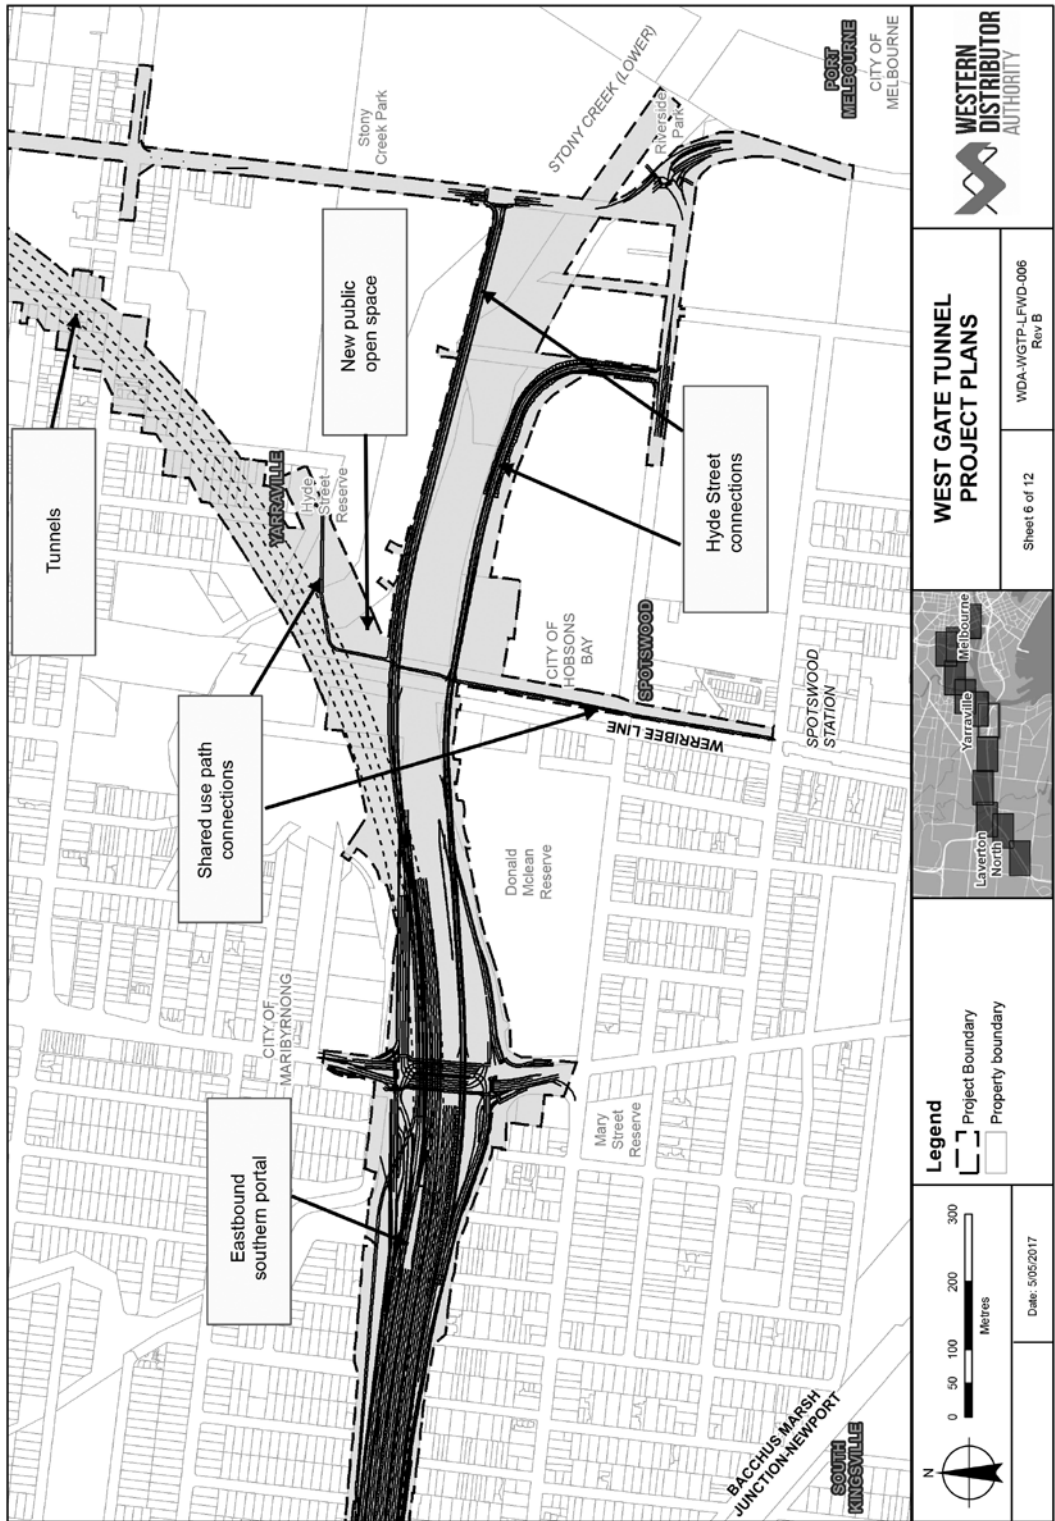 Tunnels
New public
open space
Shared use path
connections
Eastbound
southern portal
Hyde Street
connections
Stony
Creek Park
STONY CREEK (LOWER)
Riverside
Park
PORT
MELBOURNE
CITY OF
MELBOURNE
YARRAVILLE
Hyde
Street
Reserve
CITY OF
MARIBYRNONG
CITY OF
HOBSONS
BAY
SPOTSWOOD
WERRIBEE LINE
SPOTSWOOD
STATION
Donald
Mclean
Reserve
Mary
Street
Reserve
BACCHUS MARSH
JUNCTION-NEWPORT
SOUTH
KINGSVILLE
N
0 50 100 200 300
Metres
Date: 5/05/2017
Legend
Project Boundary
Property boundary
Laverton
North
Yarraville
Melbourne
WEST GATE TUNNEL
PROJECT PLANS
Sheet 6 of 12
WDA-WGTP-LFWD-006
Rev B
WESTERN
DISTRIBUTOR
AUTHORITY